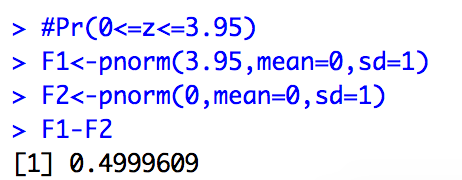 > #Pr(0<=z<=3.95)
> F1<-pnorm(3.95,mean=0,sd=1)
> F2<-pnorm(0,mean=0,sd=1)
> F1-F2
[1] 0.4999609